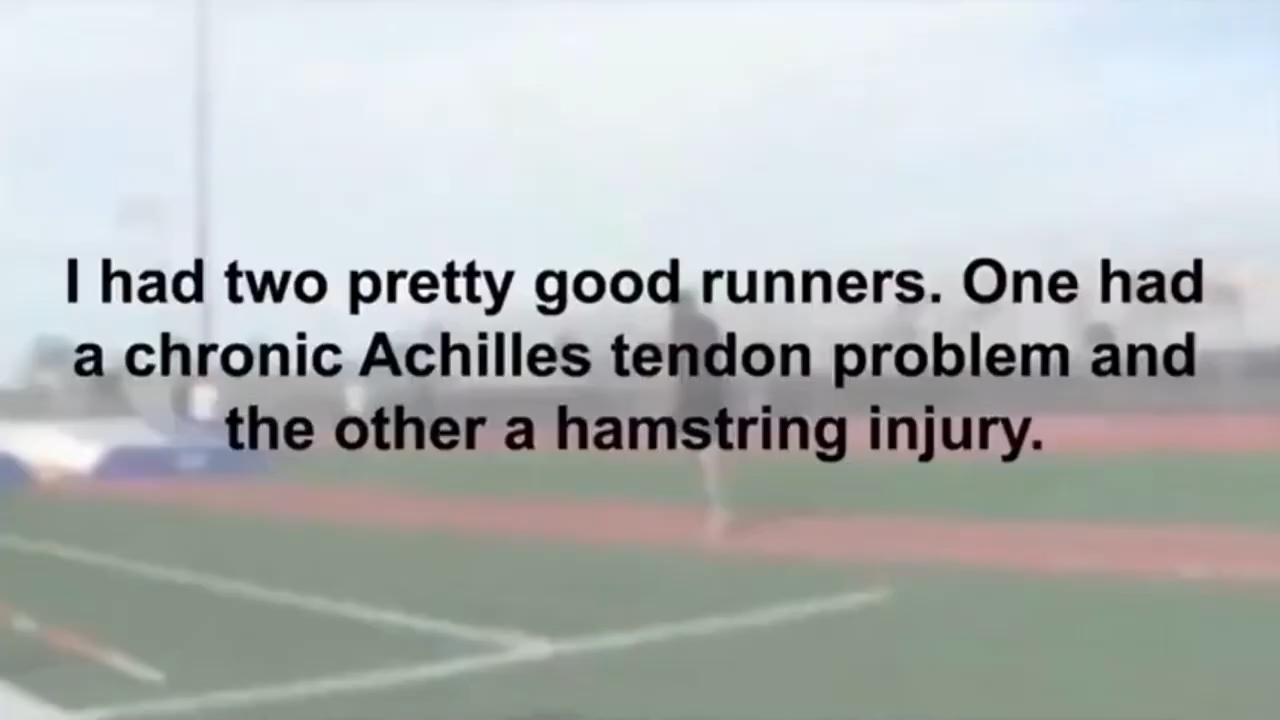 I had two pretty good runners. One had
a chronic Achilles tendon problem and
the other a hamstring injury.